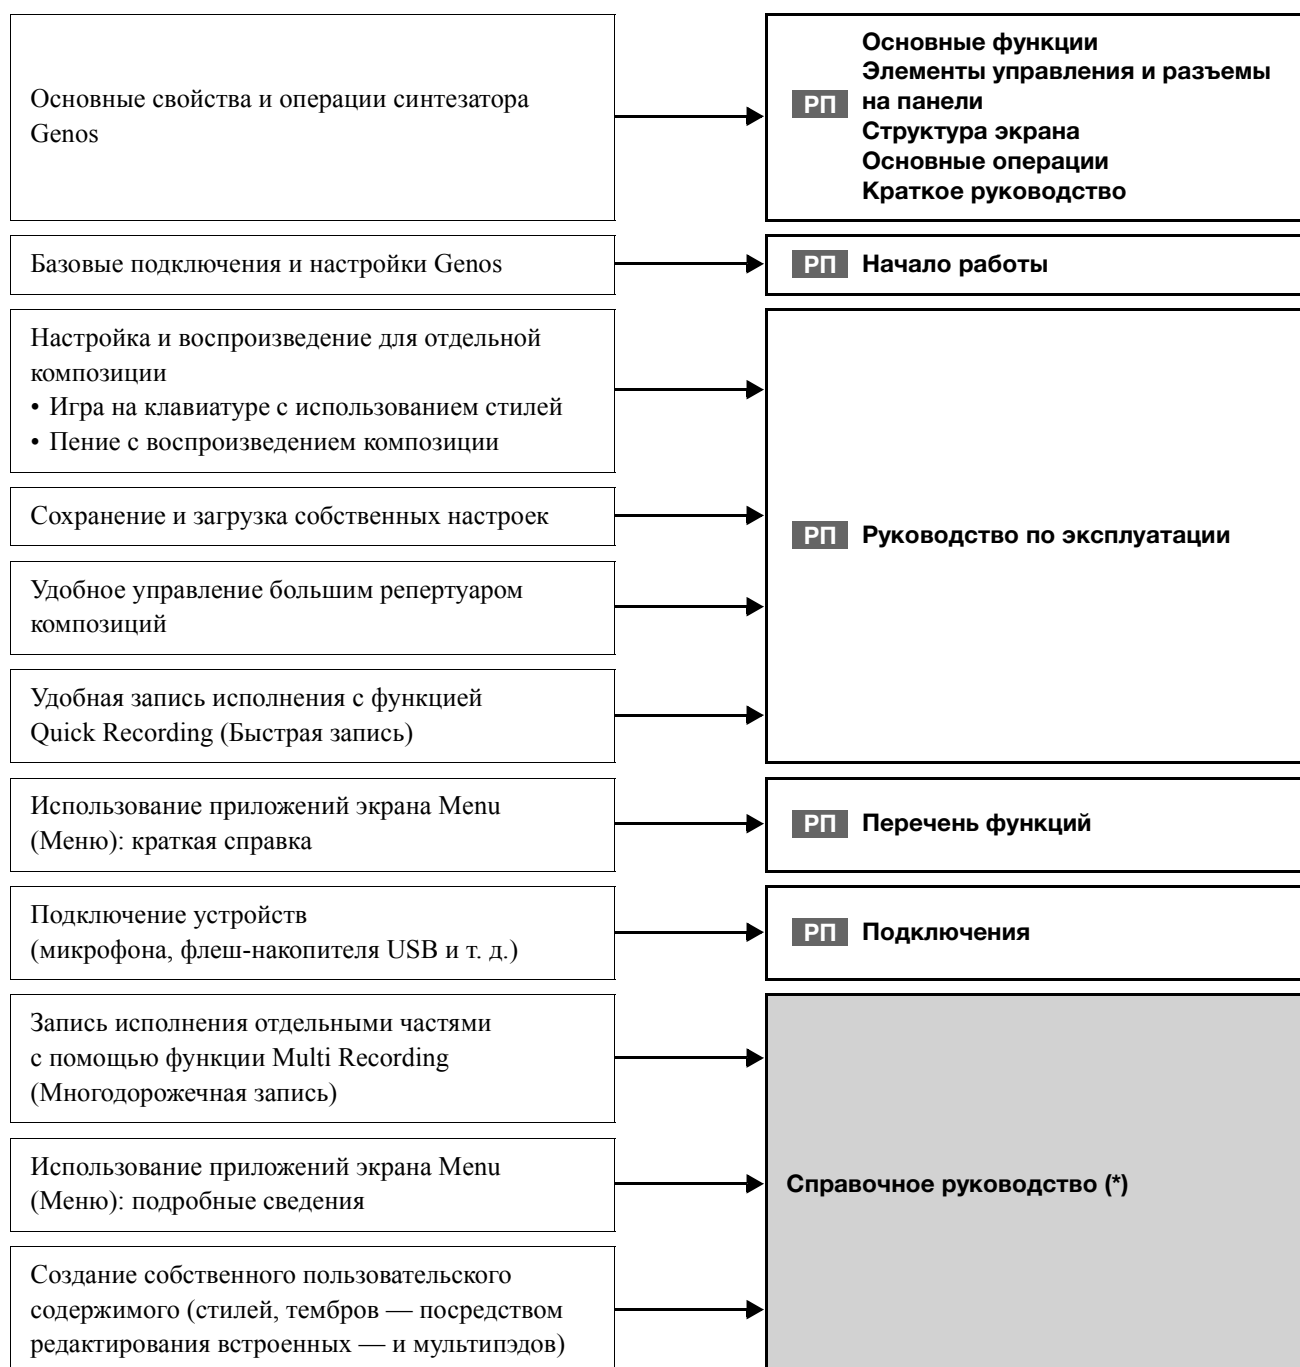 Основные свойства и операции синтезатора
Genos
РП
Основные функции
Элементы управления и разъемы
на панели
Структура экрана
Основные операции
Краткое руководство
Базовые подключения и настройки Genos
РП Начало работы
Настройка и воспроизведение для отдельной
композиции
• Игра на клавиатуре с использованием стилей
• Пение с воспроизведением композиции
Сохранение и загрузка собственных настроек
Удобное управление большим репертуаром
композиций
Удобная запись исполнения с функцией
Quick Recording (Быстрая запись)
РП Руководство по эксплуатации
Использование приложений экрана Menu
(Меню): краткая справка
РП Перечень функций
Подключение устройств
(микрофона, флеш-накопителя USB и т. д.)
РП Подключения
Запись исполнения отдельными частями
с помощью функции Multi Recording
(Многодорожечная запись)
Использование приложений экрана Menu
(Меню): подробные сведения
Создание собственного пользовательского
содержимого (стилей, тембров — посредством
редактирования встроенных — и мультипэдов)
Справочное руководство (*)